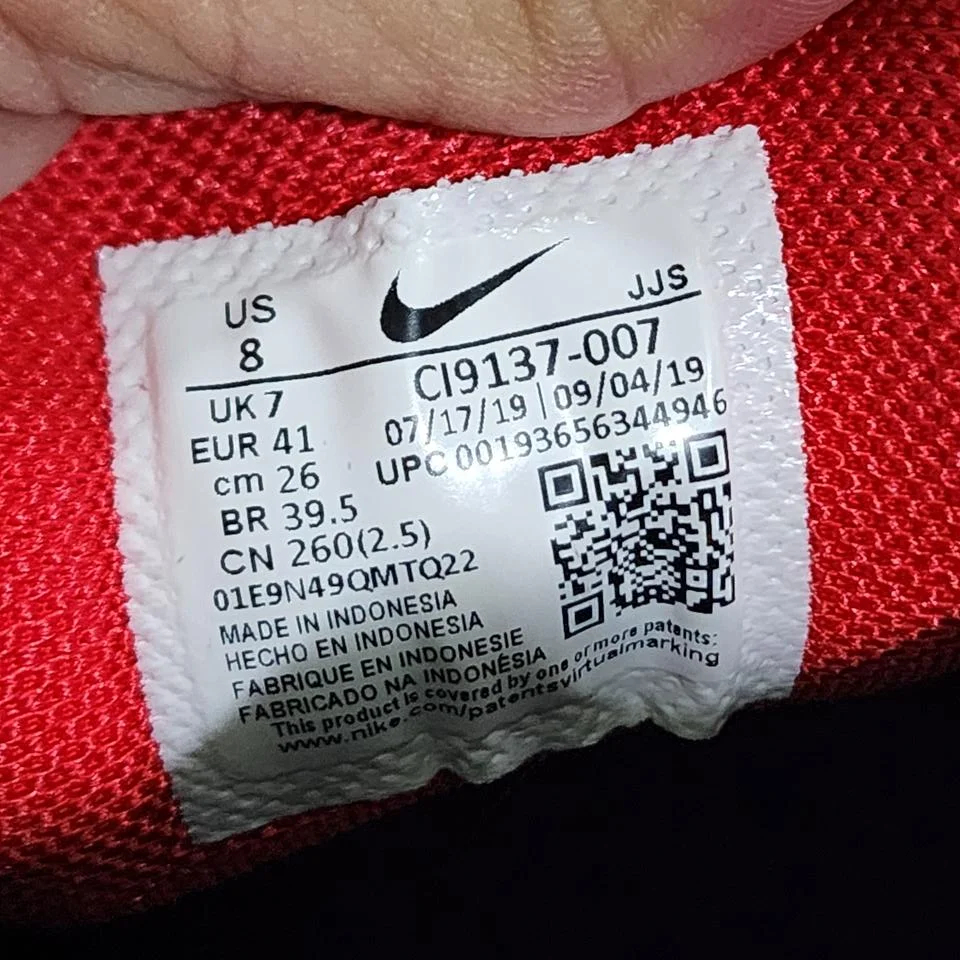 US
8
JJS
CI9137-007
07/17/19 | 09/04/19
UPC 00193656344946
UK 7
EUR 41
cm 26
BR 39.5
CN 260(2.5)
01E9N49QMTQ22
MADE IN INDONESIA
HECHO EN INDONESIA
FABRIQUE EN INDONESIE
FABRICADO NA INDONÉSIA
This product is covered by one or more patents:
www.nike.com/patentsvirtualmarking